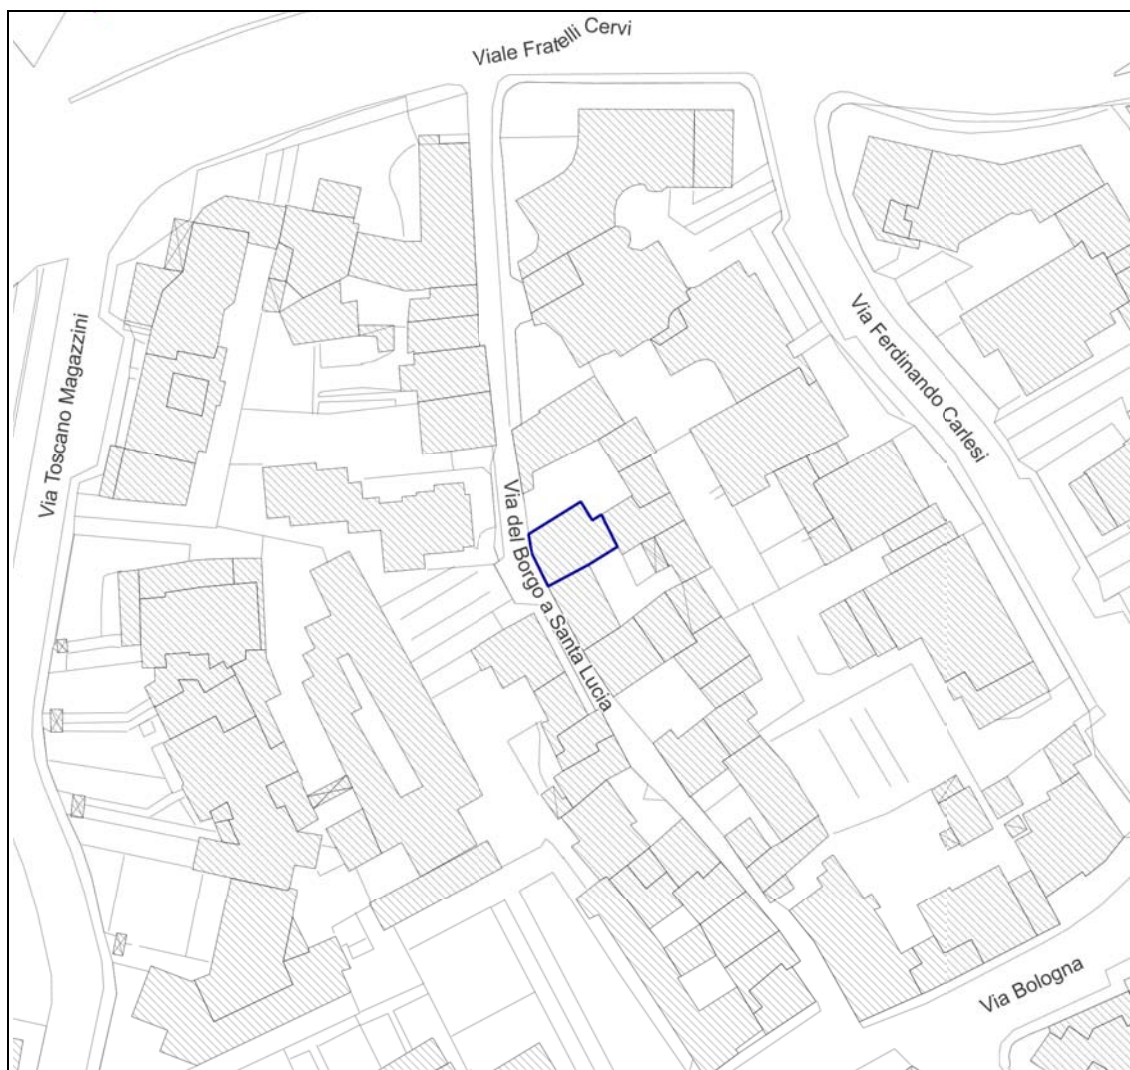 Viale Fratelli Cervi
Via Toscano Magazzini
Via Ferdinando Carlesi
Via del Borgo a Santa Lucia
Via Bologna